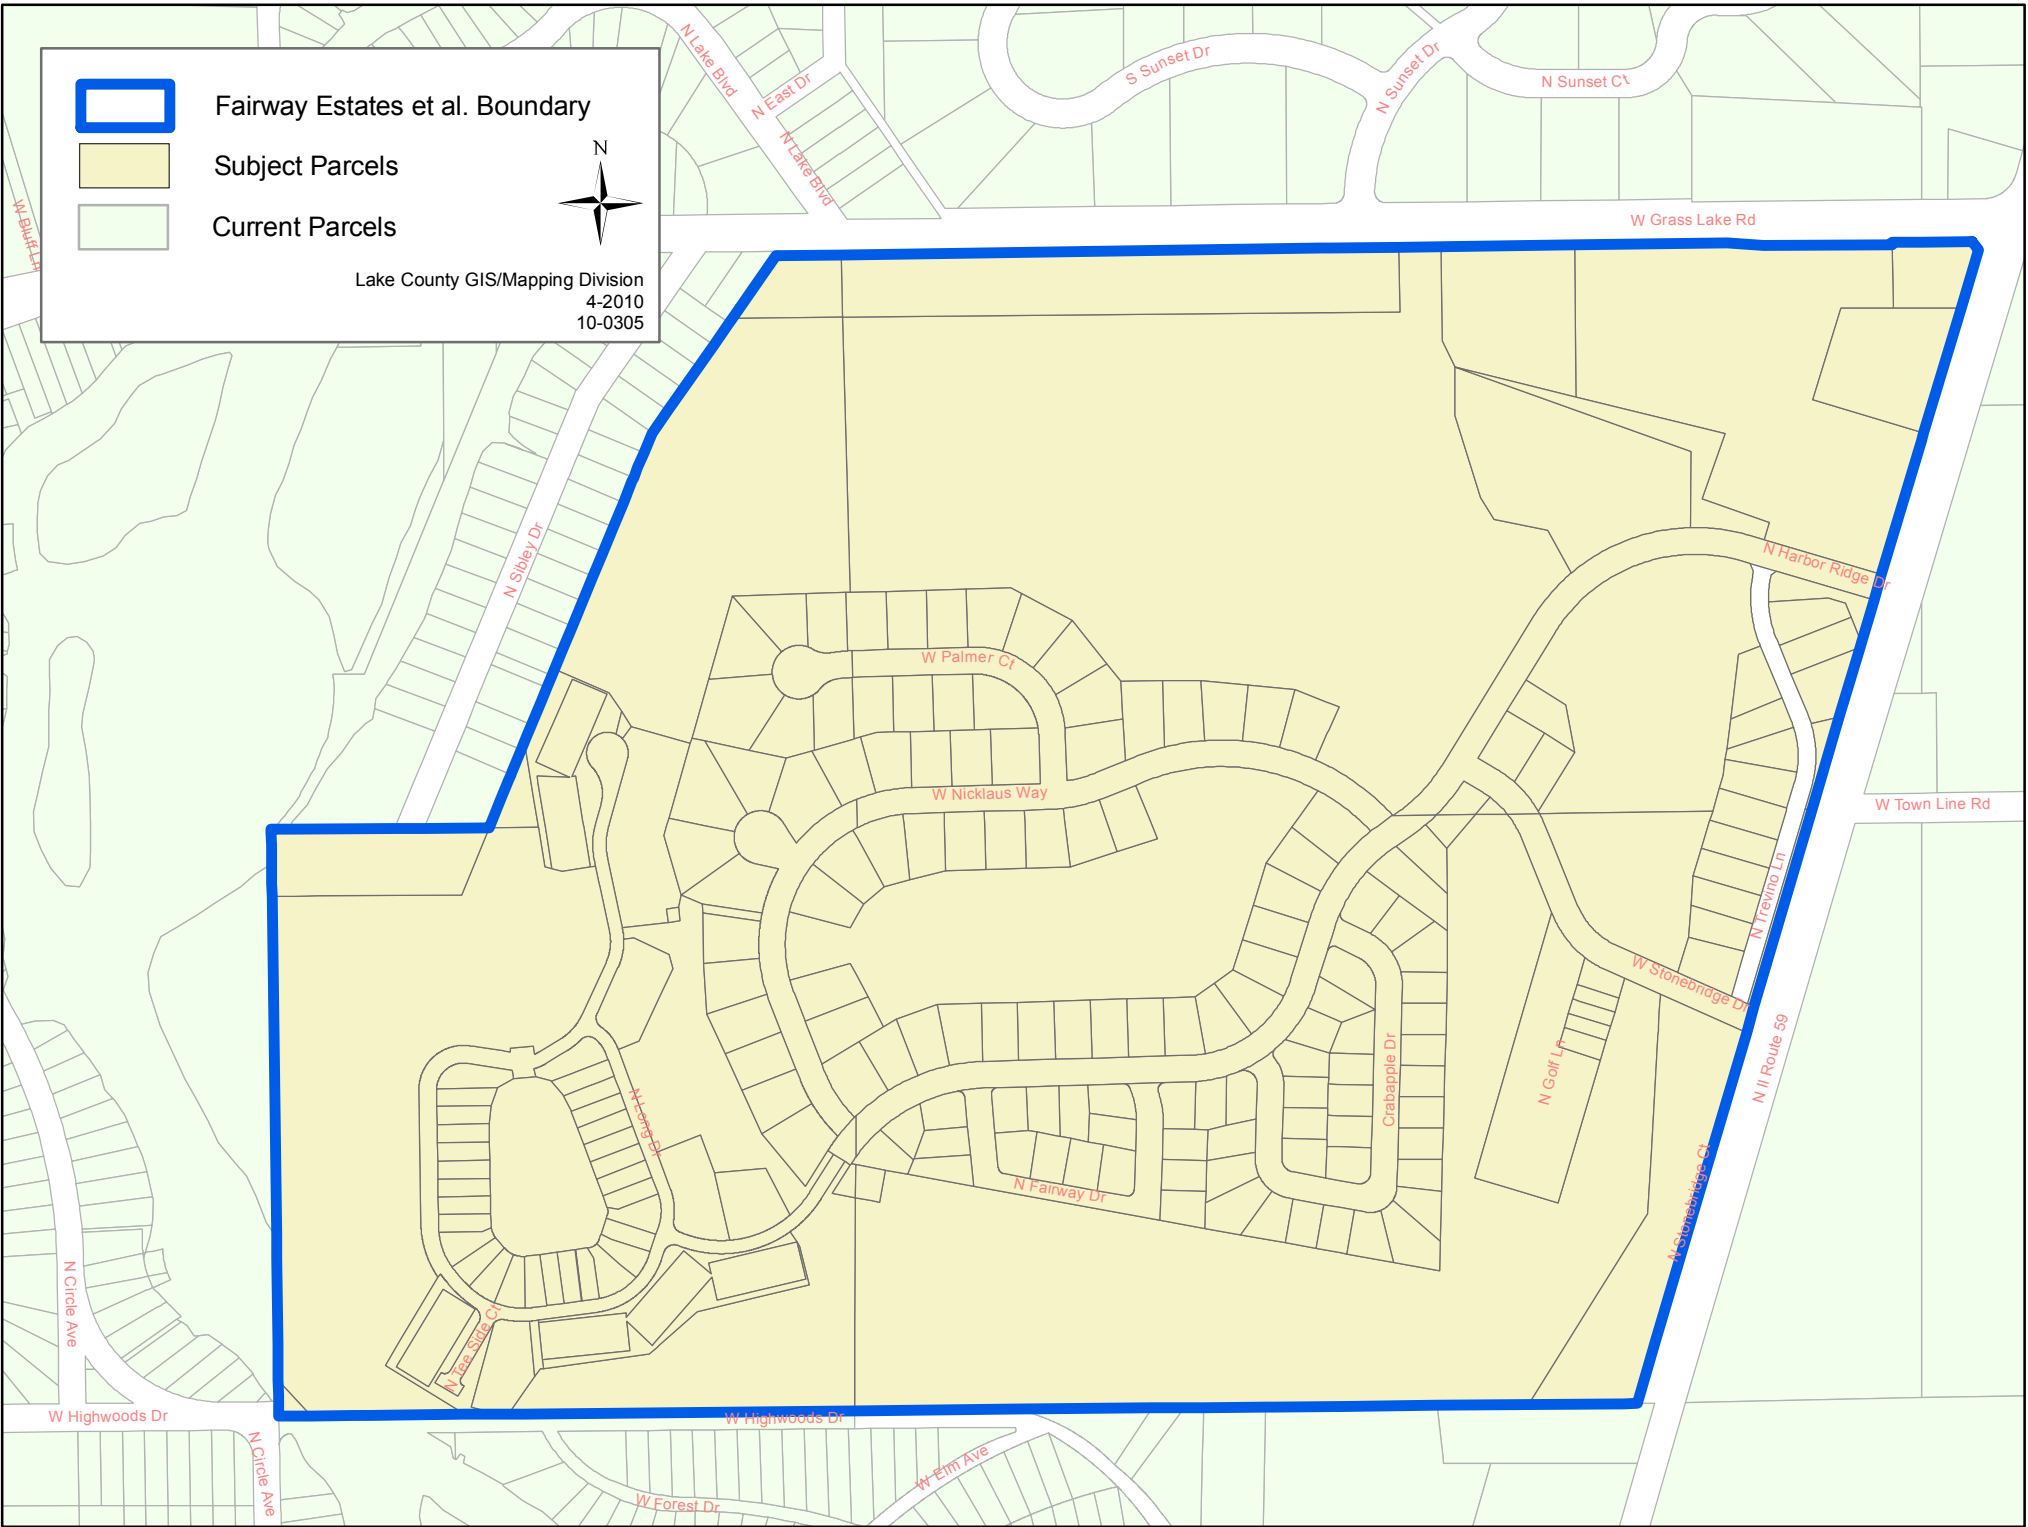 Fairway Estates et al. Boundary
Subject Parcels
Current Parcels
N
Lake County GIS/Mapping Division
4-2010
10-0305
N Lake Blvd
N East Dr
N Lake Blvd
S Sunset Dr
N Sunset Dr
N Sunset Ct
W Grass Lake Rd
W Bluff Ln
N Sibley Dr
N Harbor Ridge Dr
W Palmer Ct
W Nicklaus Way
W Town Line Rd
N Trevino Ln
W Stonebridge Dr
N Golf Ln
N Il Route 59
Crabapple Dr
N Long Dr
N Fairway Dr
N Stonebridge Ct
N Circle Ave
N Tee Side Ct
W Highwoods Dr
W Highwoods Dr
N Circle Ave
W Elm Ave
W Forest Dr